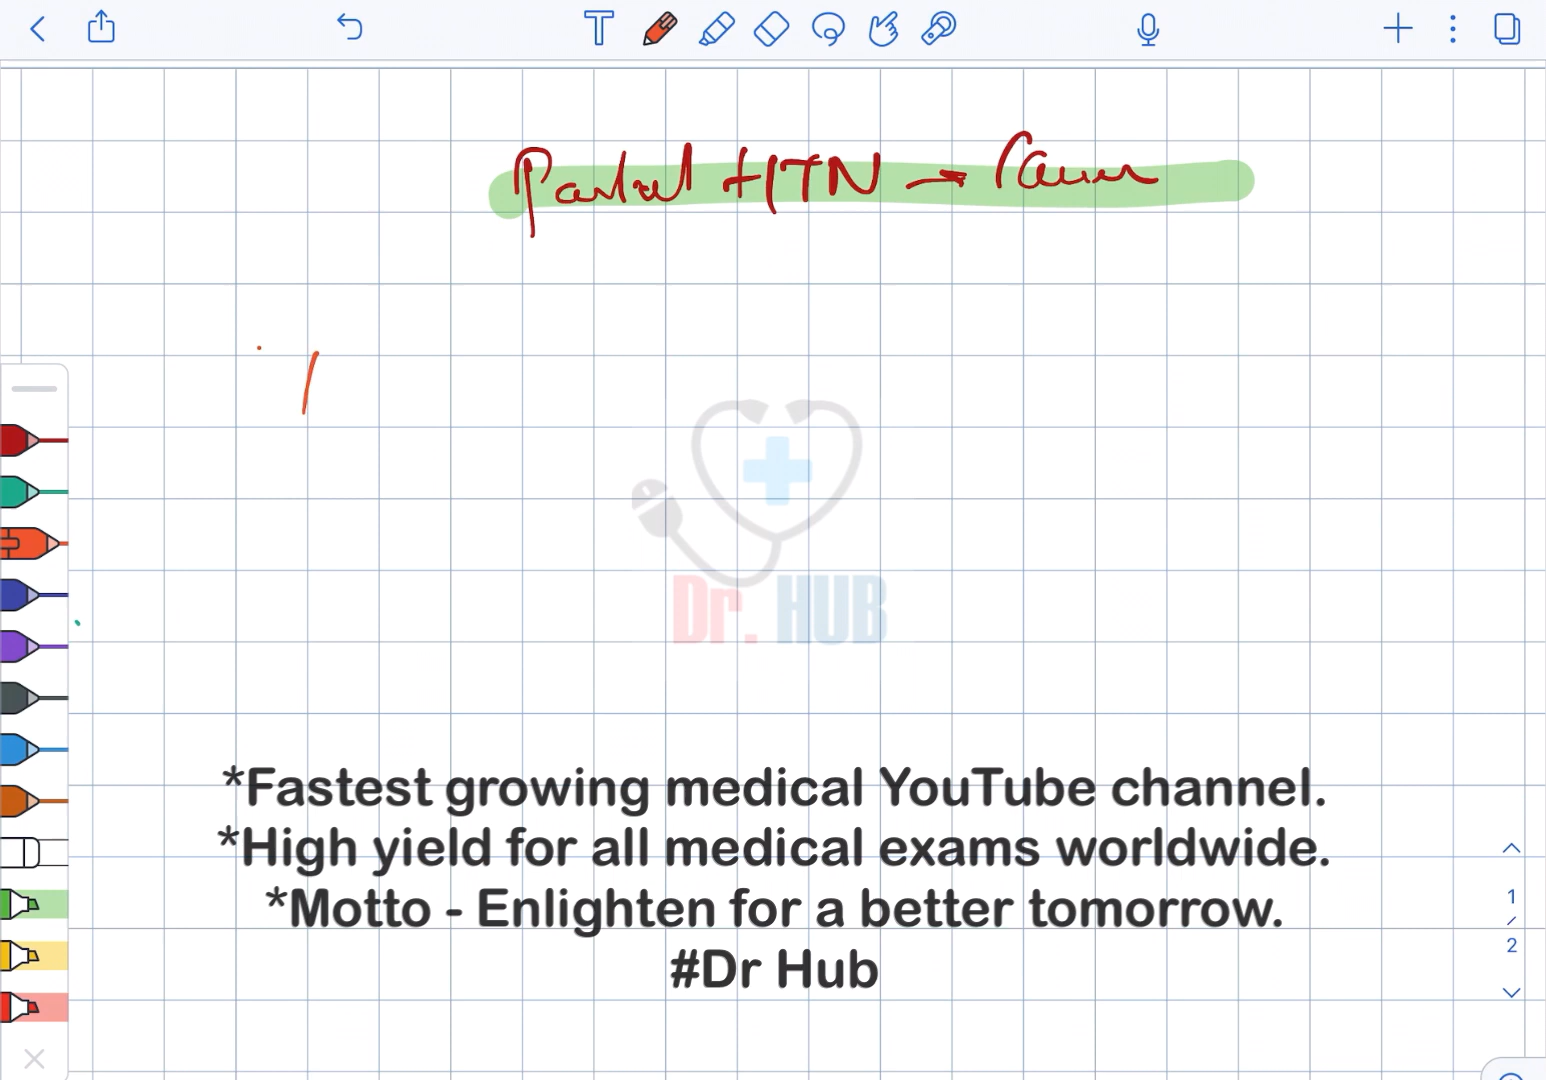 Portal HTN → Causes
Dr. HUB
*Fastest growing medical YouTube channel.
*High yield for all medical exams worldwide.
*Motto - Enlighten for a better tomorrow.
#Dr Hub
1
/
2